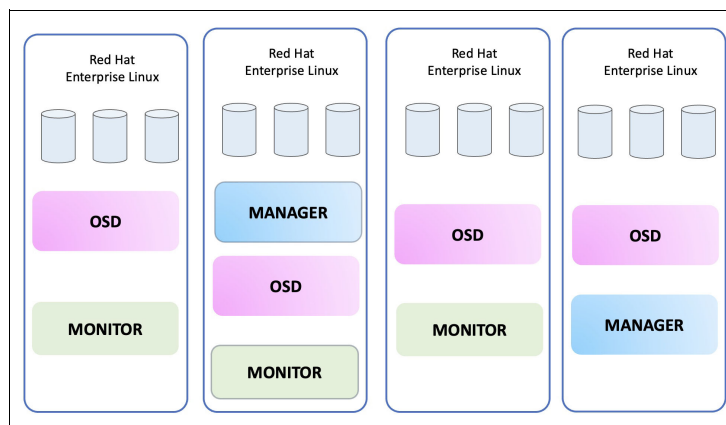 Red Hat
Enterprise Linux
OSD
MONITOR
Red Hat
Enterprise Linux
MANAGER
OSD
MONITOR
Red Hat
Enterprise Linux
OSD
MONITOR
Red Hat
Enterprise Linux
OSD
MANAGER